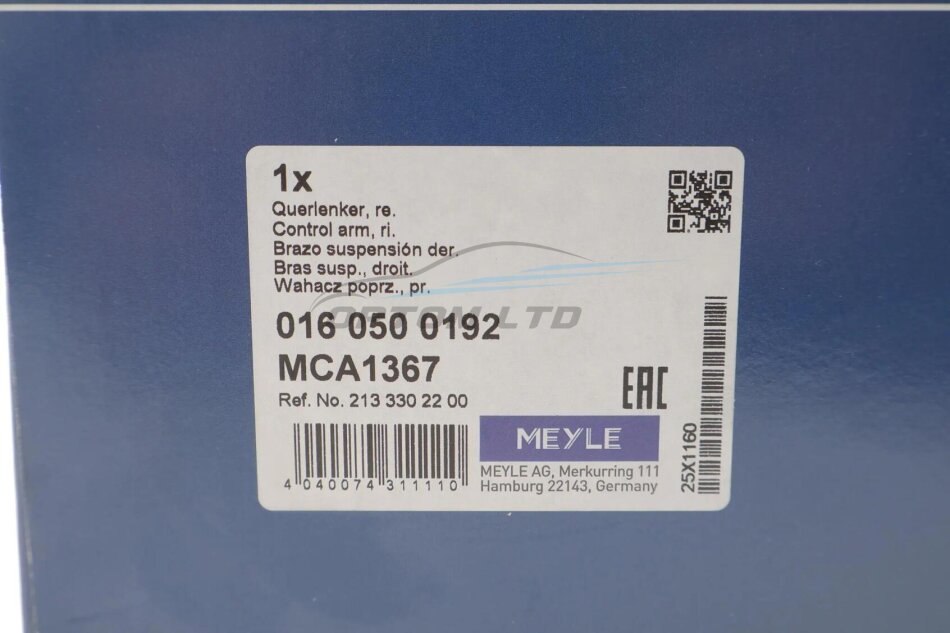 1x
Querlenker, re.
Control arm, ri.
Brazo suspensión der.
Bras susp., droit.
Wahacz poprz., pr.
OPTOM LTD
016 050 0192
MCA1367
Ref. No. 213 330 22 00
EAC
MEYLE
MEYLE AG, Merkurring 111
Hamburg 22143, Germany
4 040074 311110
25X1160